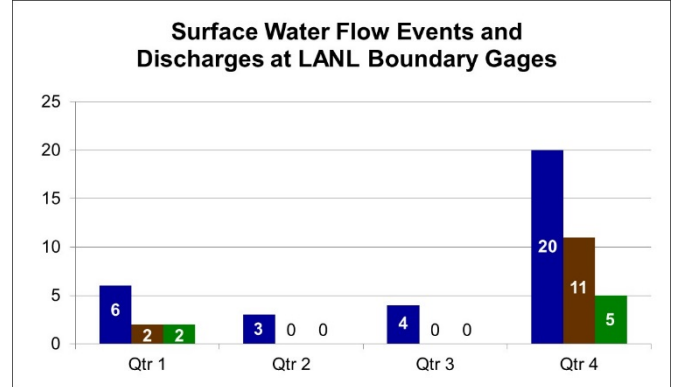 Surface Water Flow Events and
Discharges at LANL Boundary Gages
25
20
15
10
5
0
6 2 2
3 0 0
4 0 0
20 11 5
Qtr 1 Qtr 2 Qtr 3 Qtr 4